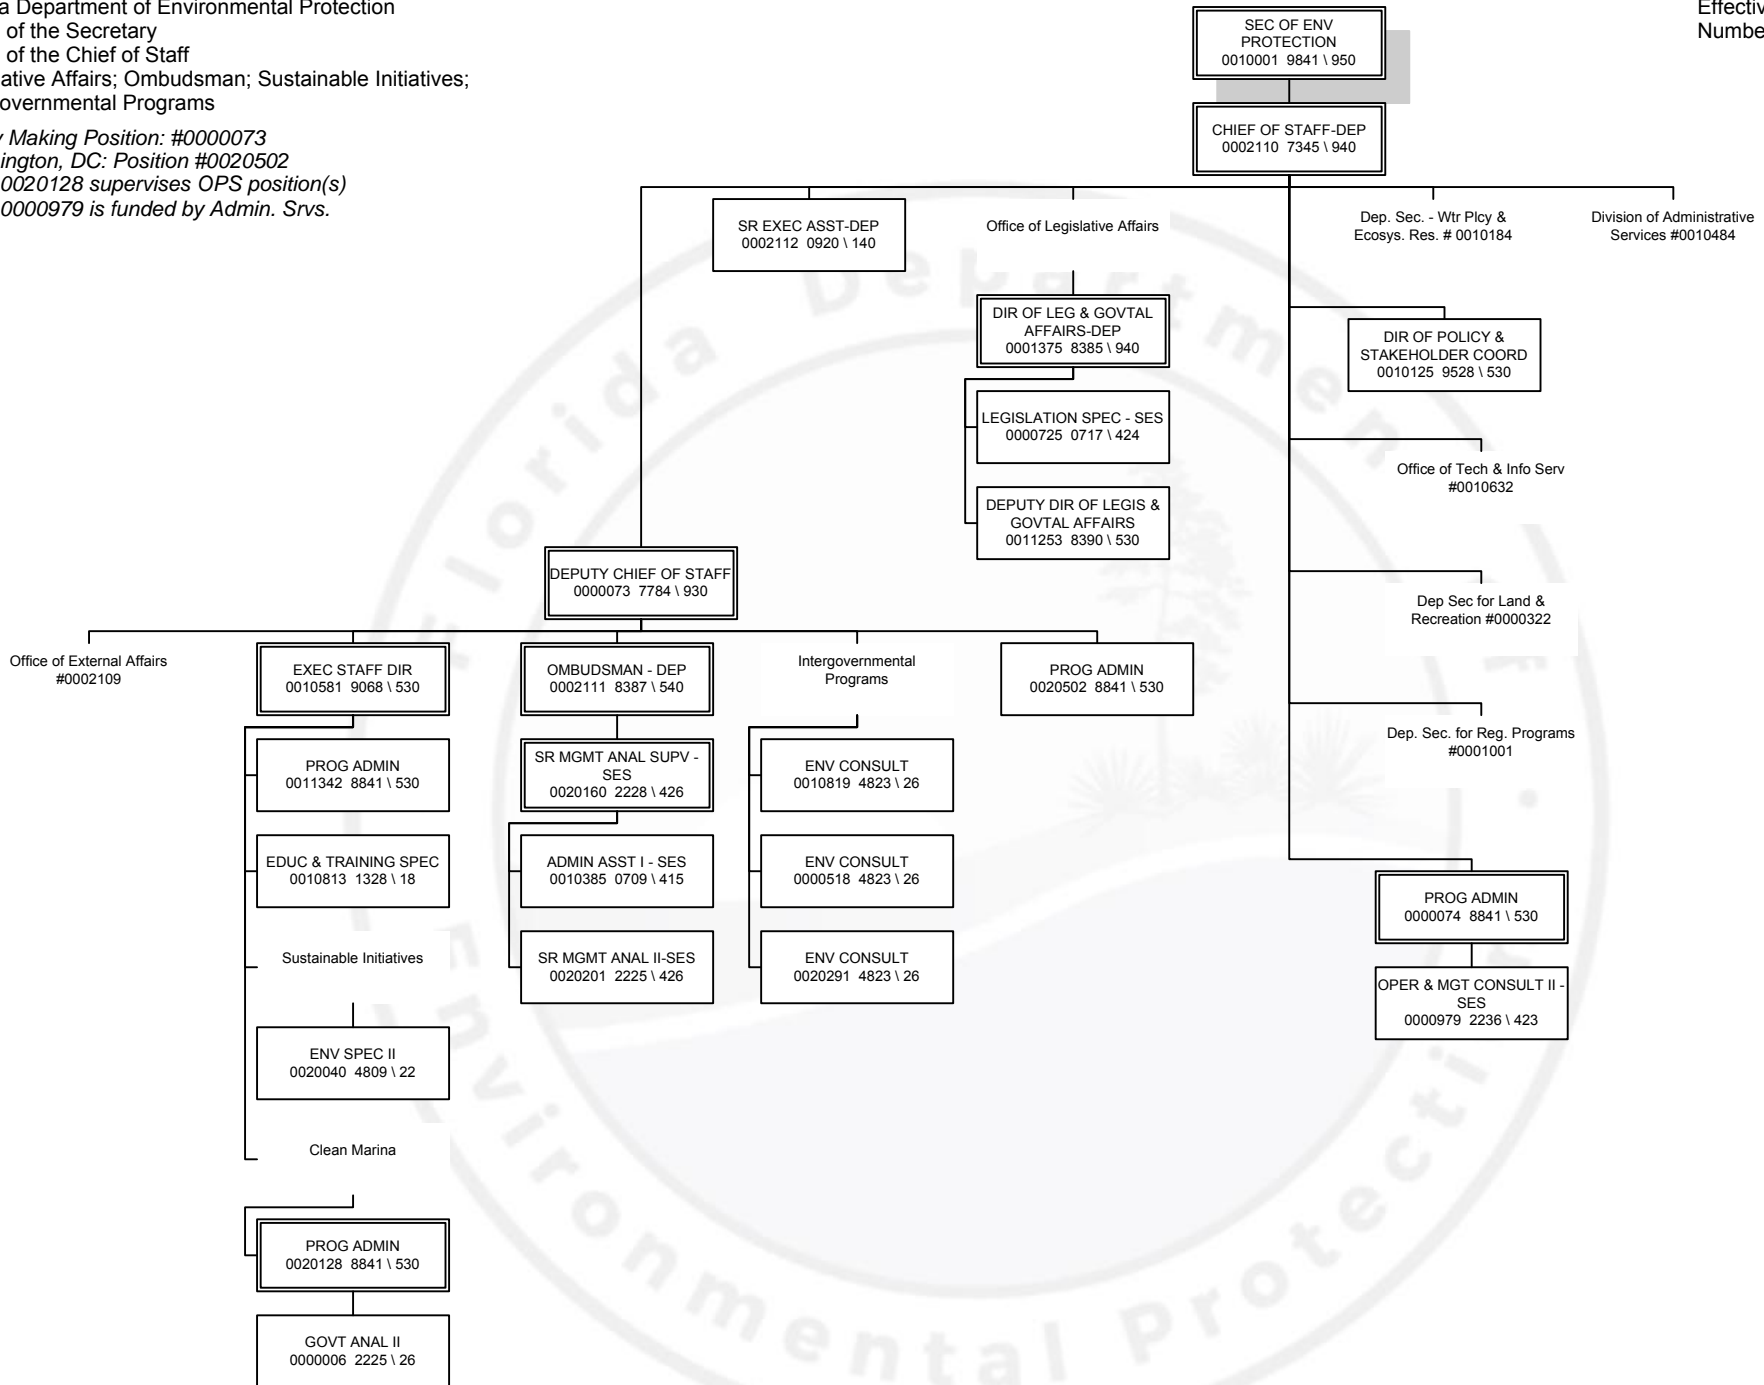 a Department of Environmental Protection
of the Secretary
of the Chief of Staff
ative Affairs; Ombudsman; Sustainable Initiatives;
overnmental Programs
y Making Position: #0000073
ington, DC: Position #0020502
0020128 supervises OPS position(s)
0000979 is funded by Admin. Srvs.
Effectiv
Numbe
SEC OF ENV
PROTECTION
0010001 9841 \ 950
CHIEF OF STAFF-DEP
0002110 7345 \ 940
SR EXEC ASST-DEP
0002112 0920 \ 140
Office of Legislative Affairs
Dep. Sec. - Wtr Plcy &
Ecosys. Res. # 0010184
Division of Administrative
Services #0010484
DIR OF LEG & GOVTAL
AFFAIRS-DEP
0001375 8385 \ 940
LEGISLATION SPEC - SES
0000725 0717 \ 424
DEPUTY DIR OF LEGIS &
GOVTAL AFFAIRS
0011253 8390 \ 530
DIR OF POLICY &
STAKEHOLDER COORD
0010125 9528 \ 530
Office of Tech & Info Serv
#0010632
Dep Sec for Land &
Recreation #0000322
Dep. Sec. for Reg. Programs
#0001001
PROG ADMIN
0000074 8841 \ 530
OPER & MGT CONSULT II -
SES
0000979 2236 \ 423
DEPUTY CHIEF OF STAFF
0000073 7784 \ 930
Office of External Affairs
#0002109
EXEC STAFF DIR
0010581 9068 \ 530
PROG ADMIN
0011342 8841 \ 530
EDUC & TRAINING SPEC
0010813 1328 \ 18
Sustainable Initiatives
ENV SPEC II
0020040 4809 \ 22
Clean Marina
PROG ADMIN
0020128 8841 \ 530
GOVT ANAL II
0000006 2225 \ 26
OMBUDSMAN - DEP
0002111 8387 \ 540
SR MGMT ANAL SUPV -
SES
0020160 2228 \ 426
ADMIN ASST I - SES
0010385 0709 \ 415
SR MGMT ANAL II-SES
0020201 2225 \ 426
Intergovernmental
Programs
ENV CONSULT
0010819 4823 \ 26
ENV CONSULT
0000518 4823 \ 26
ENV CONSULT
0020291 4823 \ 26
PROG ADMIN
0020502 8841 \ 530
Florida Departmen
Environmental Protecti